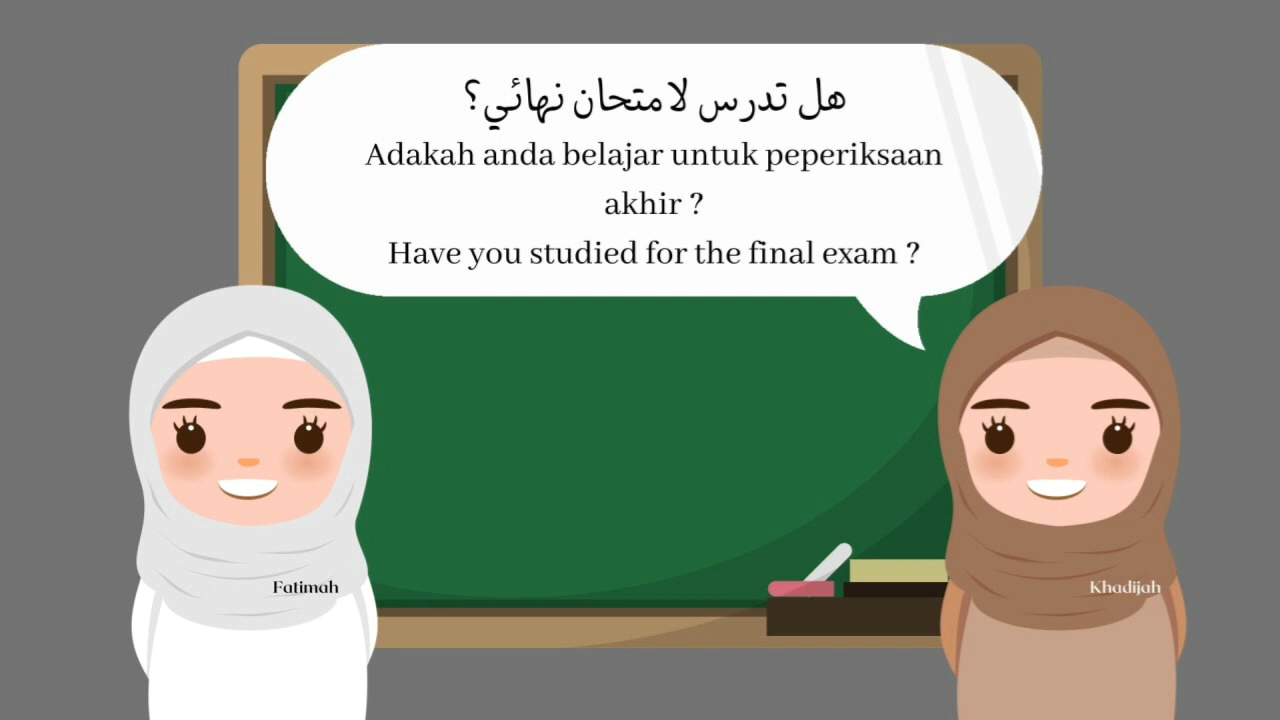 هل تدرس لامتحان نهائي؟
Adakah anda belajar untuk peperiksaan
akhir ?
Have you studied for the final exam ?
Fatimah
Khadijah